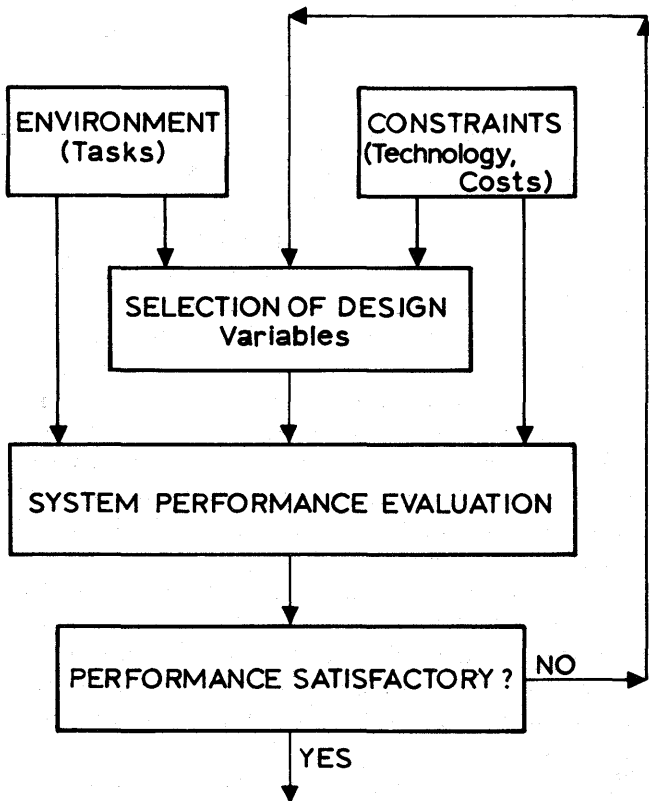 ENVIRONMENT
(Tasks)
CONSTRAINTS
(Technology,
Costs)
SELECTION OF DESIGN
Variables
SYSTEM PERFORMANCE EVALUATION
PERFORMANCE SATISFACTORY ?
NO
YES